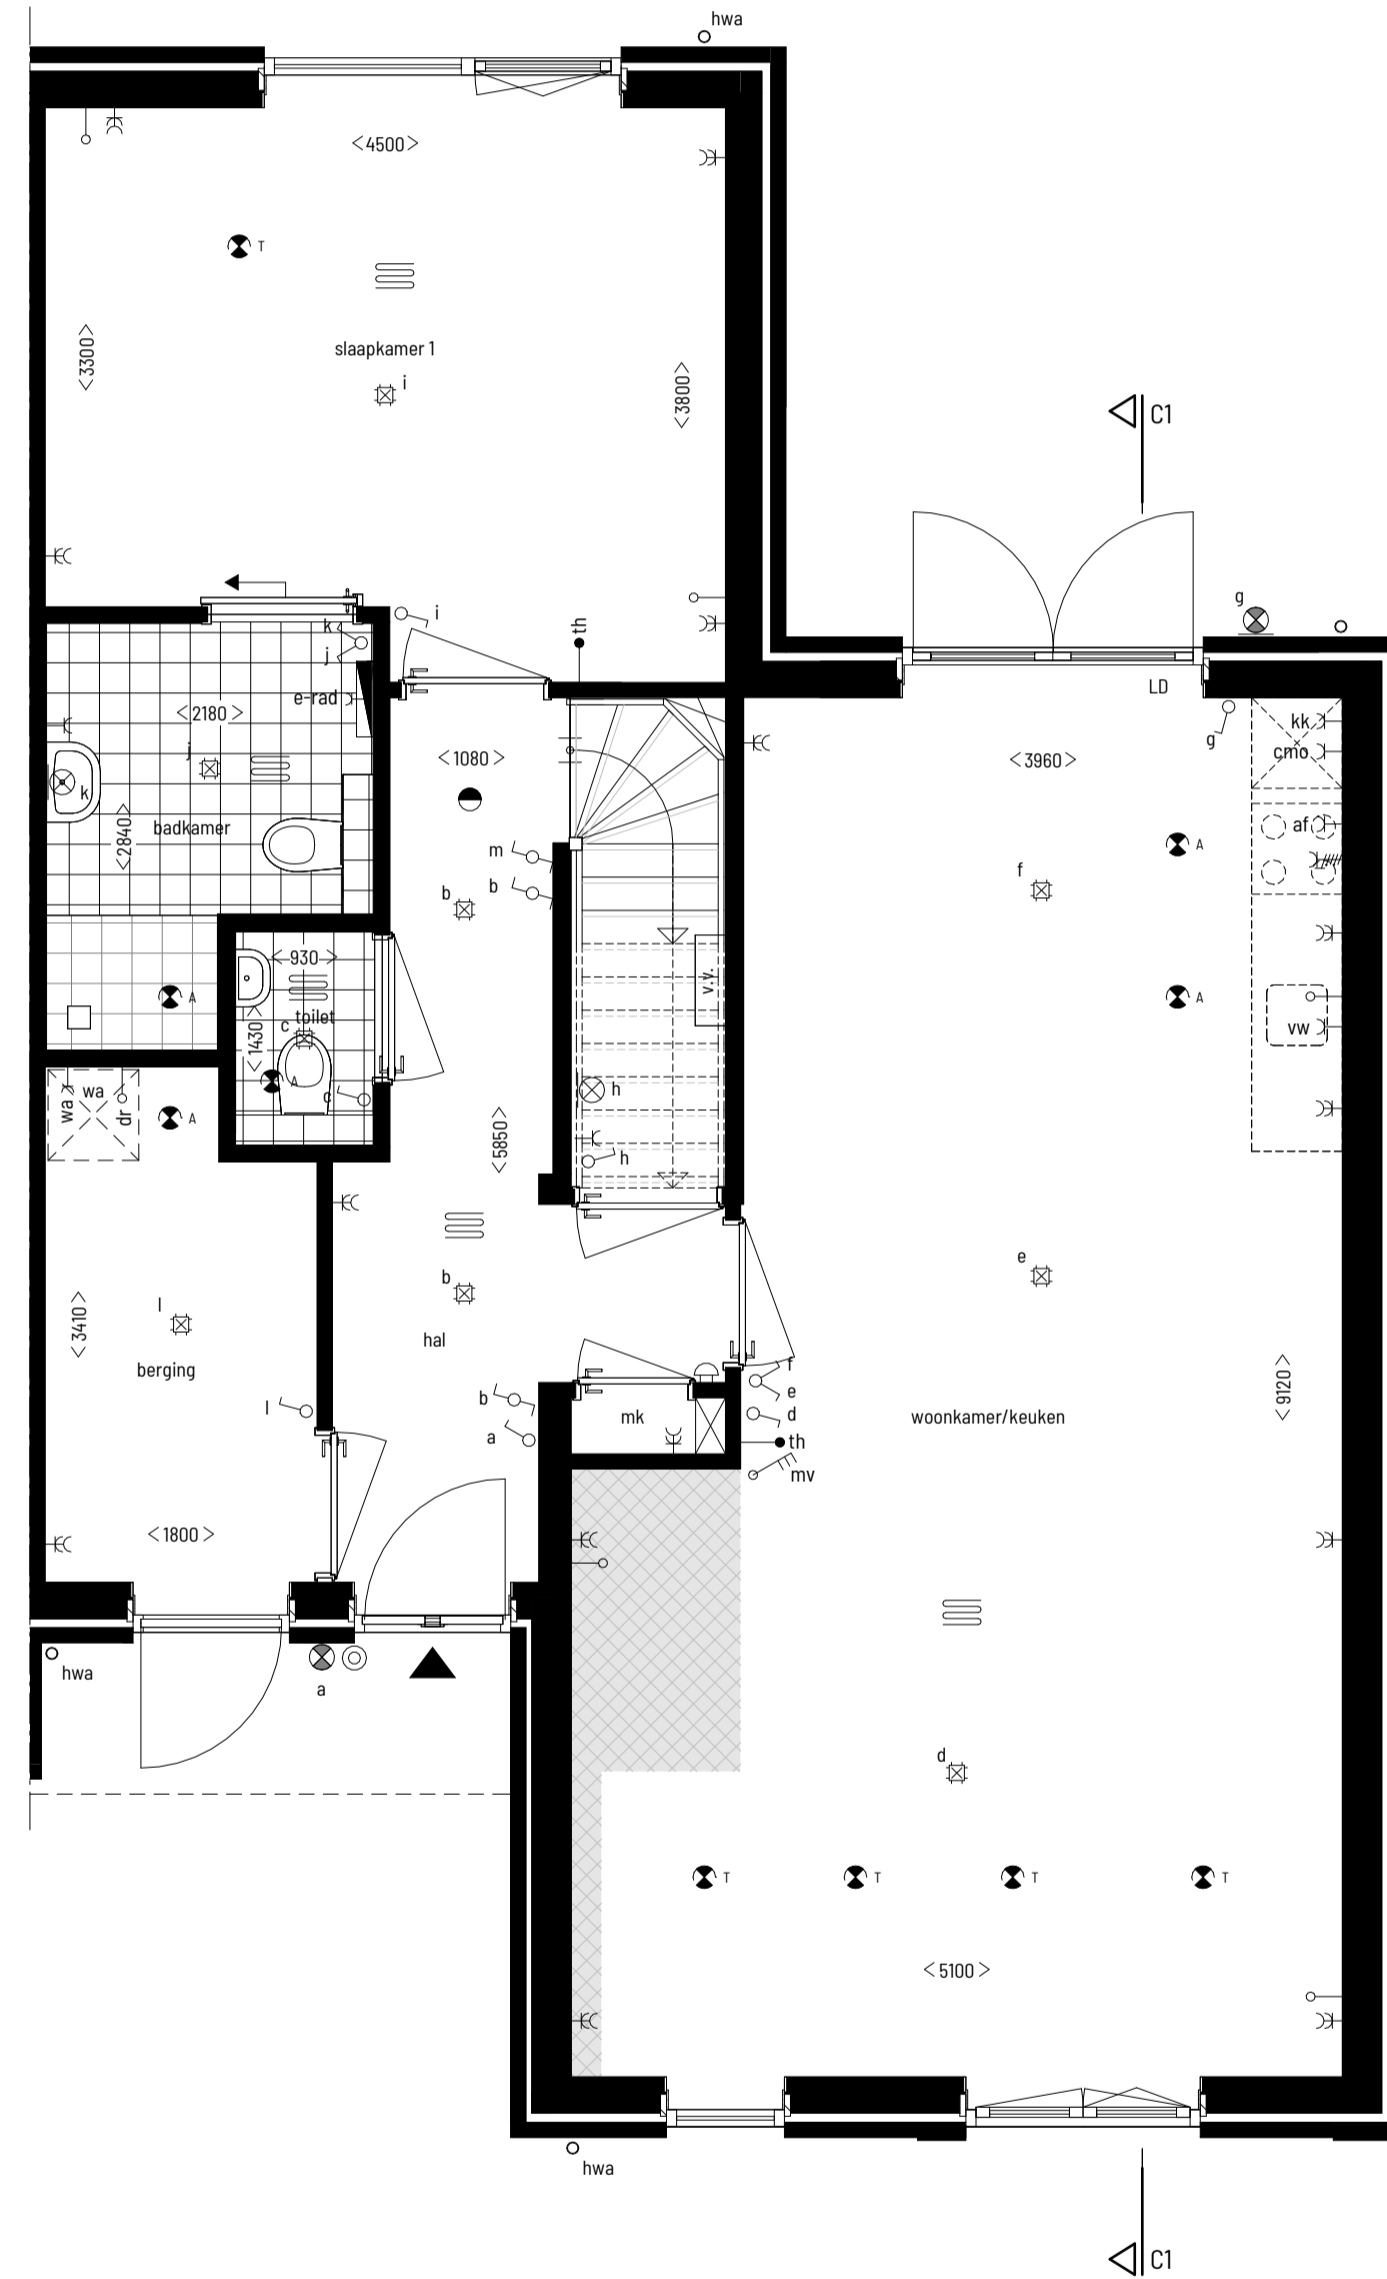 hwa
<4500>
T
<3300>
slaapkamer 1
i
<3800>
C1
i
th
g
k
j
e-rad
LD
g
kk
cmo
<2180>
<1080>
<3960>
j
k
badkamer
<2840>
m
b
b
f
A
af
<930>
v.v.
A
A
vw
toilet
c
<1430>
A
c
wa
wa
dr
A
h
h
<5850>
e
b
l
hal
<3410>
berging
f
e
<9120>
b
d
l
a
mk
woonkamer/keuken
th
mv
<1800>
hwa
a
d
T
T
T
T
<5100>
hwa
C1